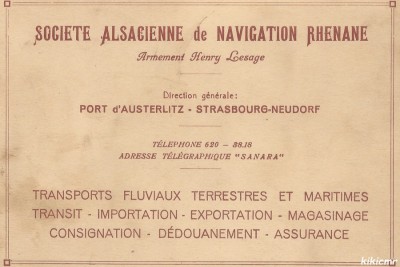 SOCIETE ALSACIENNE de NAVIGATION RHENANE
Armement Henry Lesage
Direction générale:
PORT d'AUSTERLITZ - STRASBOURG-NEUDORF
TÉLEPHONE 620 - 38.18
ADRESSE TÉLÉGRAPHIQUE "SANARA"
TRANSPORTS FLUVIAUX TERRESTRES ET MARITIMES
TRANSIT - IMPORTATION - EXPORTATION - MAGASINAGE
CONSIGNATION - DÉDOUANEMENT - ASSURANCE
kikicmr